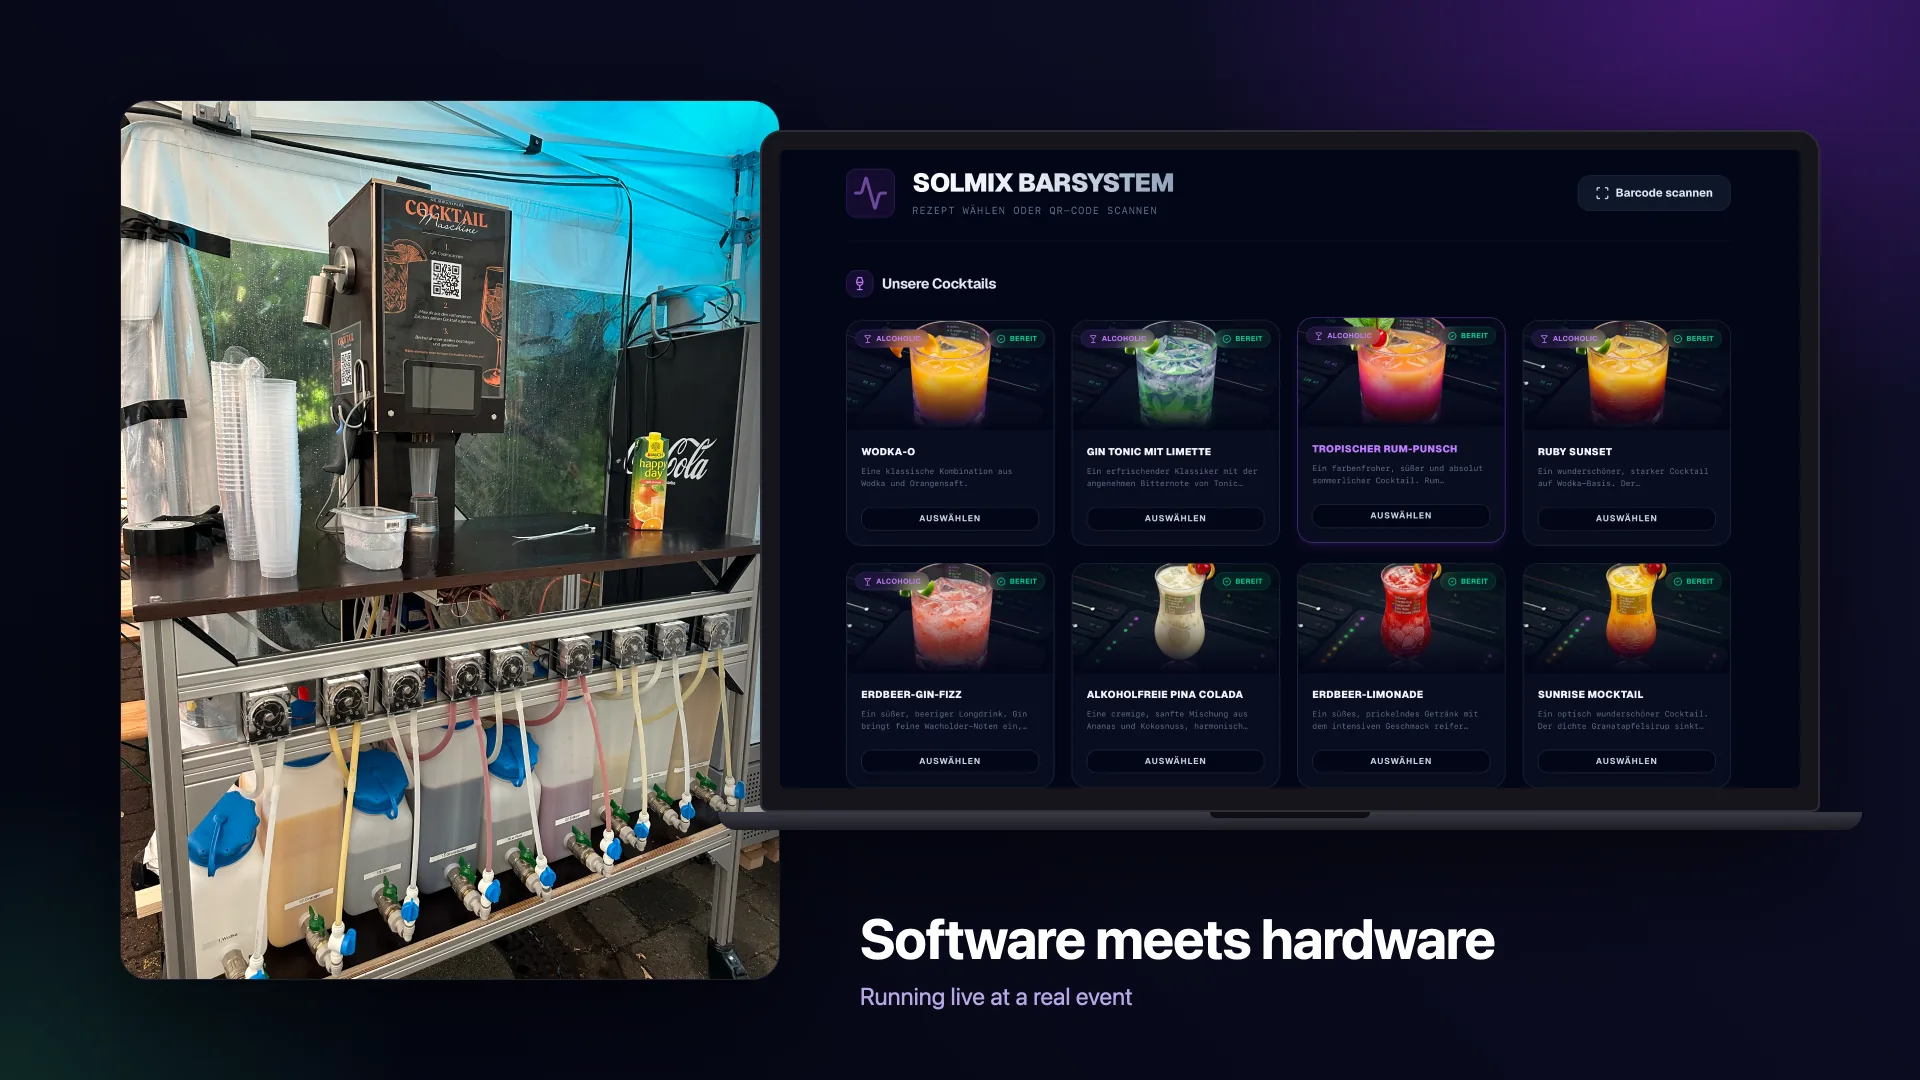 COCKTAIL
Maschine
1.
QR Code scannen
2.
3.
Coca-Cola
happy
day
SOLMIX BARSYSTEM
REZEPT WÄHLEN ODER QR-CODE SCANNEN
Barcode scannen
Unsere Cocktails
ALCOHOLIC
BEREIT
WODKA-O
Eine klassische Kombination aus
Wodka und Orangensaft.
AUSWÄHLEN
ALCOHOLIC
BEREIT
GIN TONIC MIT LIMETTE
Ein erfrischender Klassiker mit der
angenehmen Bitternote von Tonic…
AUSWÄHLEN
ALCOHOLIC
BEREIT
TROPISCHER RUM-PUNSCH
Ein farbenfroher, süßer und absolut
sommerlicher Cocktail. Rum…
AUSWÄHLEN
ALCOHOLIC
BEREIT
RUBY SUNSET
Ein wunderschöner, starker Cocktail
auf Wodka-Basis. Der…
AUSWÄHLEN
ALCOHOLIC
BEREIT
ERDBEER-GIN-FIZZ
Ein süßer, beeriger Longdrink. Gin
bringt feine Wacholder-Noten ein,…
AUSWÄHLEN
BEREIT
ALKOHOLFREIE PINA COLADA
Eine cremige, sanfte Mischung aus
Ananas und Kokosnuss, harmonisch…
AUSWÄHLEN
BEREIT
ERDBEER-LIMONADE
Ein süßes, prickelndes Getränk mit
dem intensiven Geschmack reifer…
AUSWÄHLEN
BEREIT
SUNRISE MOCKTAIL
Ein optisch wunderschöner Cocktail.
Der dichte Granatapfelsirup sinkt…
AUSWÄHLEN
Software meets hardware
Running live at a real event